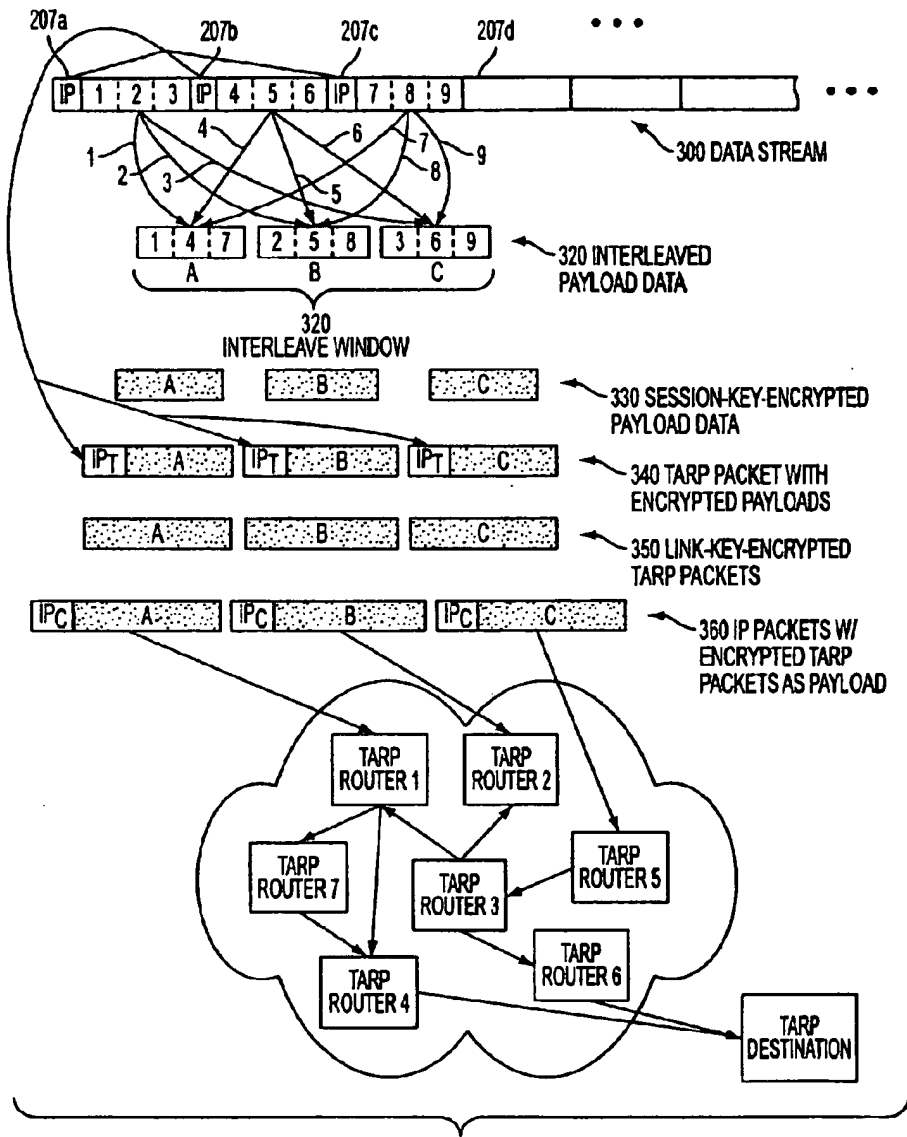 207a 207b 207c 207d • • •
IP 1 2 3 IP 4 5 6 IP 7 8 9 • • •
300 DATA STREAM
1 2 3 4 5 6 7 8 9
1 4 7 2 5 8 3 6 9
A B C
320 INTERLEAVED
PAYLOAD DATA
320
INTERLEAVE WINDOW
A B C
330 SESSION-KEY-ENCRYPTED
PAYLOAD DATA
IPT A IPT B IPT C
340 TARP PACKET WITH
ENCRYPTED PAYLOADS
A B C
350 LINK-KEY-ENCRYPTED
TARP PACKETS
IPC A IPC B IPC C
360 IP PACKETS W/
ENCRYPTED TARP
PACKETS AS PAYLOAD
TARP
ROUTER 1
TARP
ROUTER 2
TARP
ROUTER 7
TARP
ROUTER 3
TARP
ROUTER 5
TARP
ROUTER 4
TARP
ROUTER 6
TARP
DESTINATION